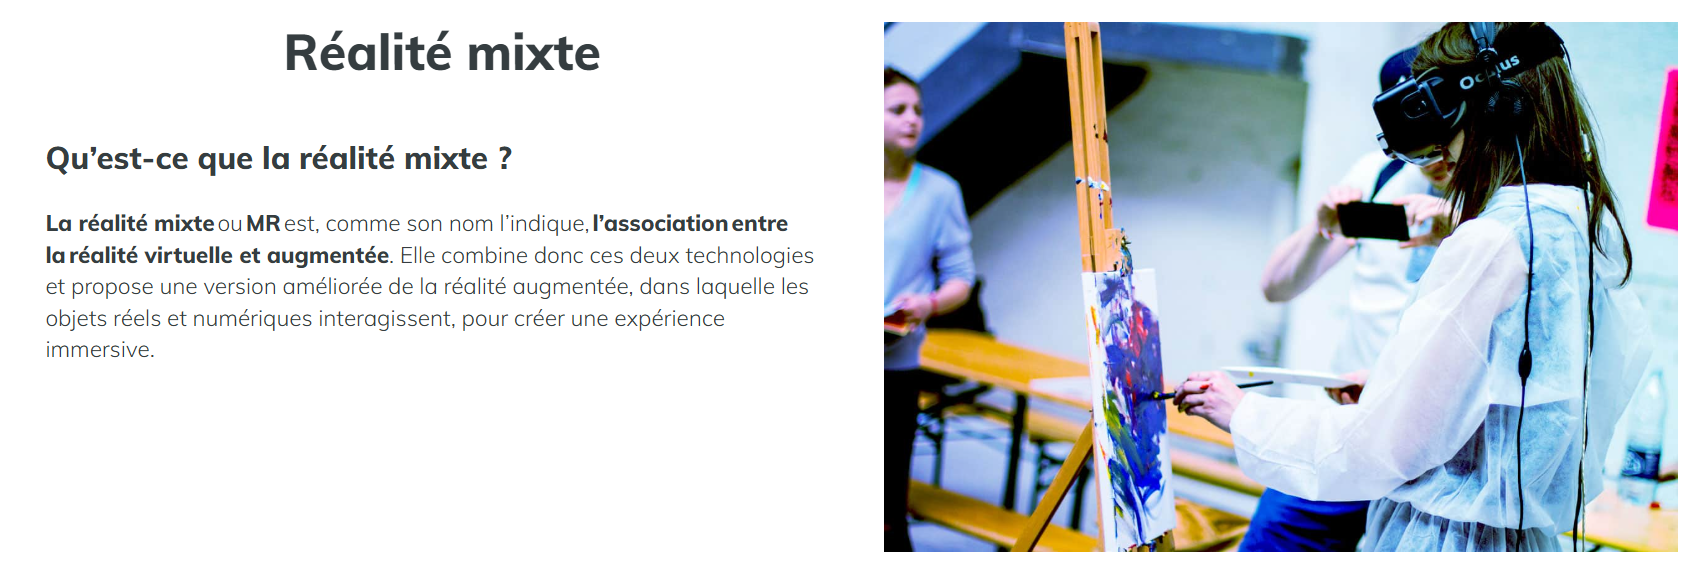 Réalité mixte
Qu’est-ce que la réalité mixte ?
La réalité mixte ou MR est, comme son nom l’indique, l’association entre
la réalité virtuelle et augmentée. Elle combine donc ces deux technologies
et propose une version améliorée de la réalité augmentée, dans laquelle les
objets réels et numériques interagissent, pour créer une expérience
immersive.
Oculus